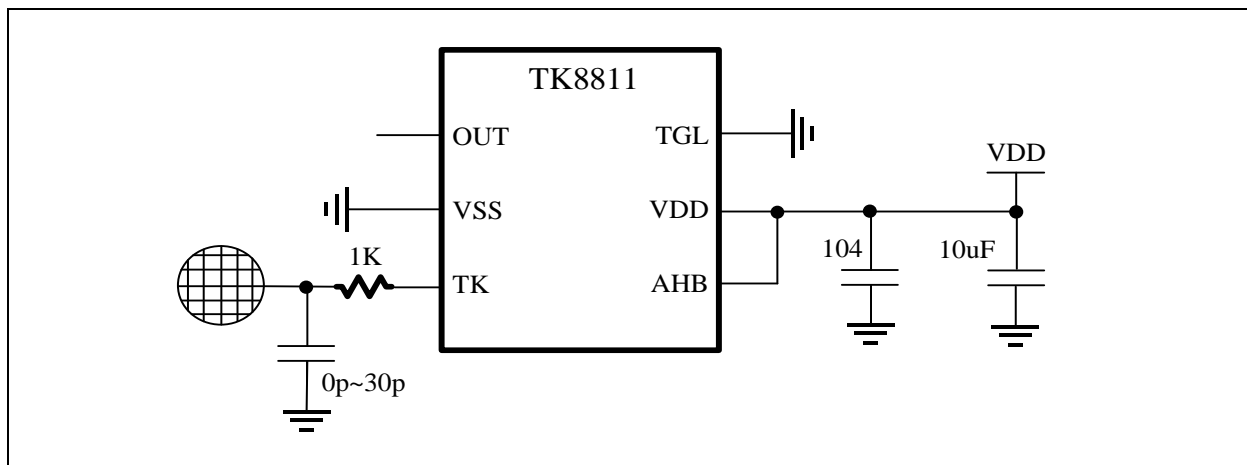 TK8811
OUT
TGL
VDD
VSS
VDD
1K
104
10uF
TK
AHB
0p~30p